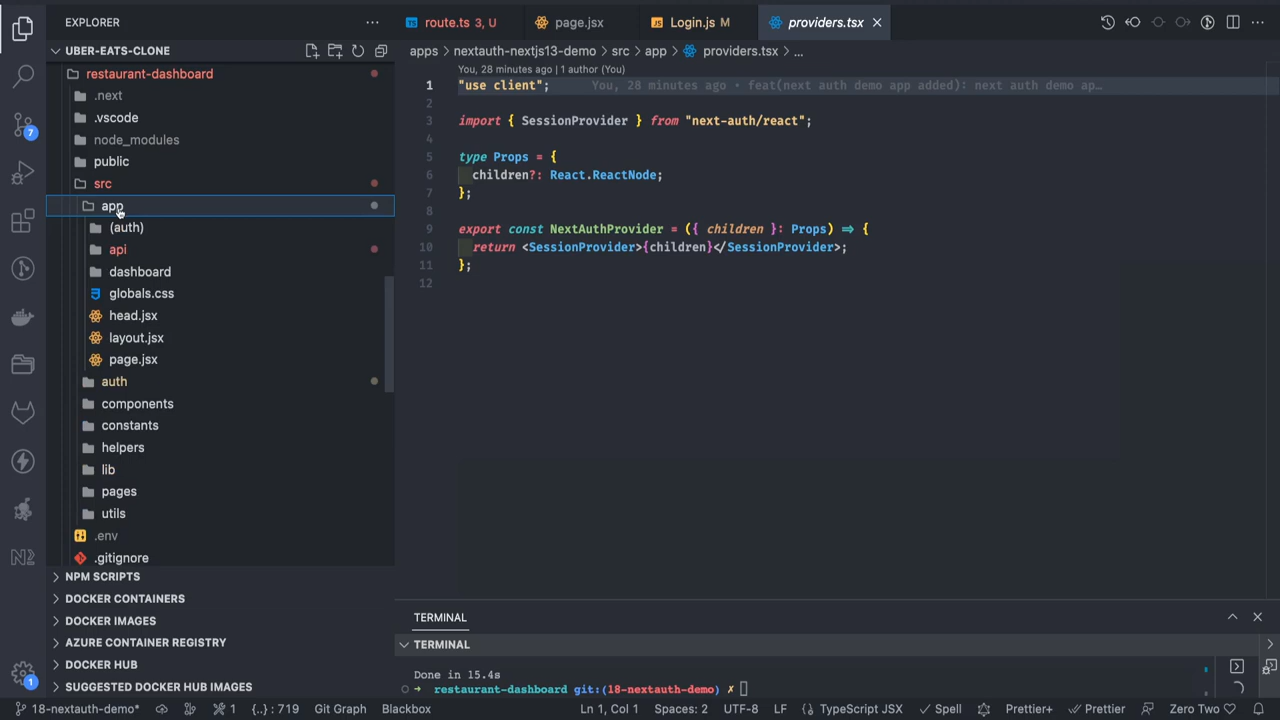 EXPLORER
UBER-EATS-CLONE
restaurant-dashboard
.next
.vscode
node_modules
public
src
app
(auth)
api
dashboard
globals.css
head.jsx
layout.jsx
page.jsx
auth
components
constants
helpers
lib
pages
utils
.env
.gitignore
NPM SCRIPTS
DOCKER CONTAINERS
DOCKER IMAGES
AZURE CONTAINER REGISTRY
DOCKER HUB
SUGGESTED DOCKER HUB IMAGES
7
1
route.ts 3, U
page.jsx
Login.js M
providers.tsx
apps > nextauth-nextjs13-demo > src > app > providers.tsx > ...
You, 28 minutes ago | 1 author (You)
1 "use client"; You, 28 minutes ago • feat(next auth demo app added): next auth demo ap…
2
3 import { SessionProvider } from "next-auth/react";
4
5 type Props = {
6 children?: React.ReactNode;
7 };
8
9 export const NextAuthProvider = ({ children }: Props) => {
10 return <SessionProvider>{children}</SessionProvider>;
11 };
12
TERMINAL
TERMINAL
Done in 15.4s
→ restaurant-dashboard git:(18-nextauth-demo) ✗
18-nextauth-demo* 1 {..} : 719 Git Graph Blackbox Ln 1, Col 1 Spaces: 2 UTF-8 LF TypeScript JSX Spell Prettier+ Prettier Zero Two